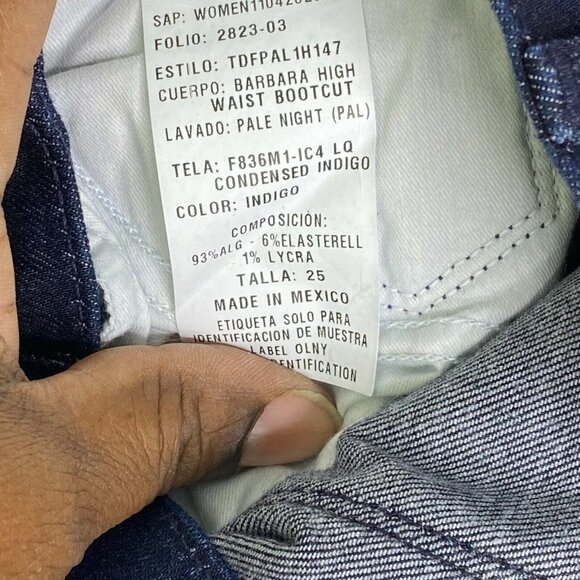 SAP:
FOLIO: 2823-03
ESTILO: TDFPAL1H147
CUERPO: BARBARA HIGH
WAIST BOOTCUT
LAVADO: PALE NIGHT (PAL)
TELA: F836M1-IC4 LQ
CONDENSED INDIGO
COLOR: INDIGO
COMPOSICIÓN:
93%ALG - 6%ELASTERELL
1% LYCRA
TALLA: 25
MADE IN MEXICO
ETIQUETA SOLO PARA
IDENTIFICACION DE MUESTRA
LABEL OLNY
IDENTIFICATION